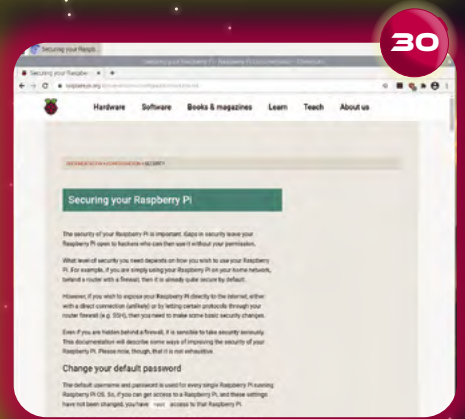 30
Securing your Raspb...
Securing your Raspberry Pi - Raspberry Pi Documentation - Chromium
Securing your Raspber
raspberrypi.org
Hardware Software Books & magazines Learn Teach About us
DOCUMENTATION > CONFIGURATION > SECURITY
Securing your Raspberry Pi
The security of your Raspberry Pi is important. Gaps in security leave your
Raspberry Pi open to hackers who can then use it without your permission.
What level of security you need depends on how you wish to use your Raspberry
Pi. For example, if you are simply using your Raspberry Pi on your home network,
behind a router with a firewall, then it is already quite secure by default.
However, if you wish to expose your Raspberry Pi directly to the internet, either
with a direct connection (unlikely) or by letting certain protocols through your
router firewall (e.g. SSH), then you need to make some basic security changes.
Even if you are hidden behind a firewall, it is sensible to take security seriously.
This documentation will describe some ways of improving the security of your
Raspberry Pi. Please note, though, that it is not exhaustive.
Change your default password
The default username and password is used for every single Raspberry Pi running
Raspberry Pi OS. So, if you can get access to a Raspberry Pi, and these settings
have not been changed, you have root access to that Raspberry Pi.